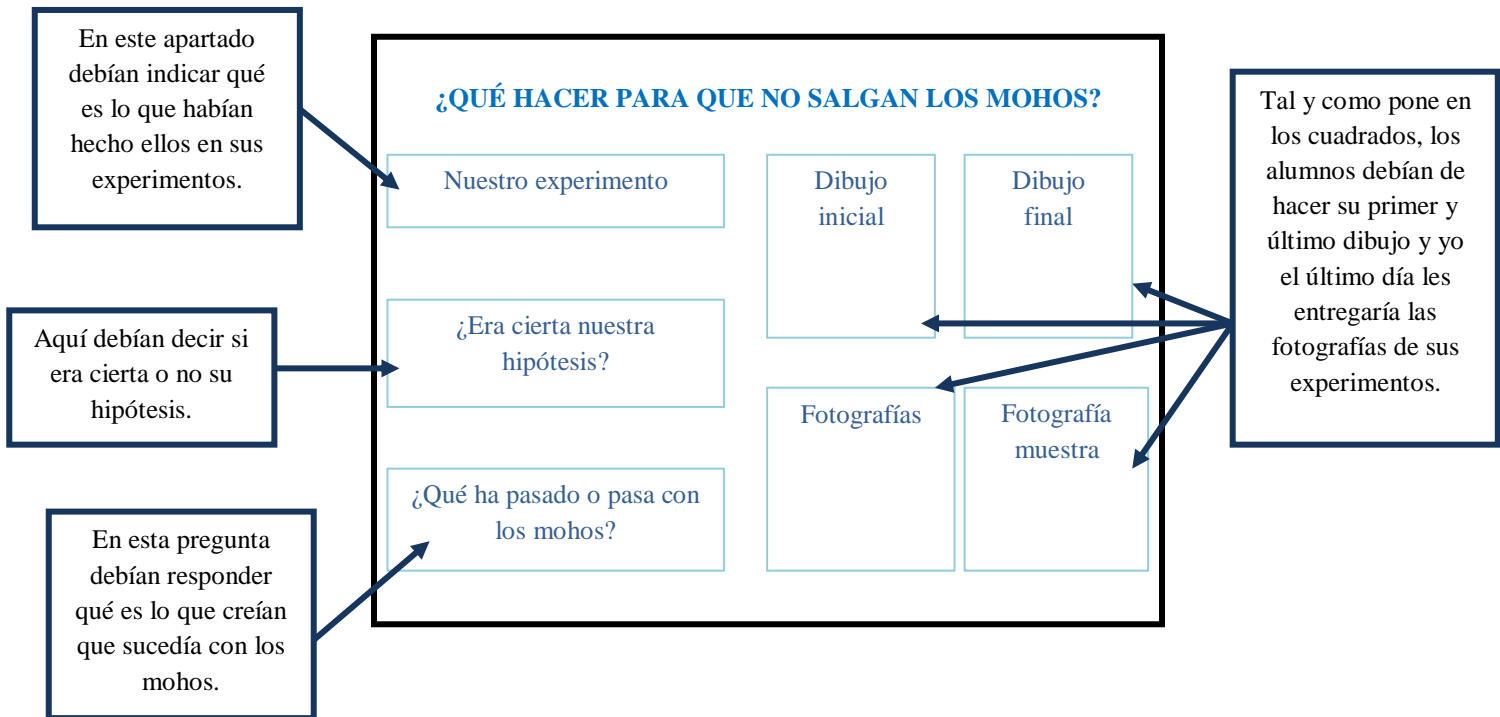 En este apartado
debían indicar qué
es lo que habían
hecho ellos en sus
experimentos.
Aquí debían decir si
era cierta o no su
hipótesis.
En esta pregunta
debían responder
qué es lo que creían
que sucedía con los
mohos.
¿QUÉ HACER PARA QUE NO SALGAN LOS MOHOS?
Nuestro experimento
¿Era cierta nuestra
hipótesis?
¿Qué ha pasado o pasa con
los mohos?
Dibujo
inicial
Dibujo
final
Fotografías
Fotografía
muestra
Tal y como pone en
los cuadrados, los
alumnos debían de
hacer su primer y
último dibujo y yo
el último día les
entregaría las
fotografías de sus
experimentos.